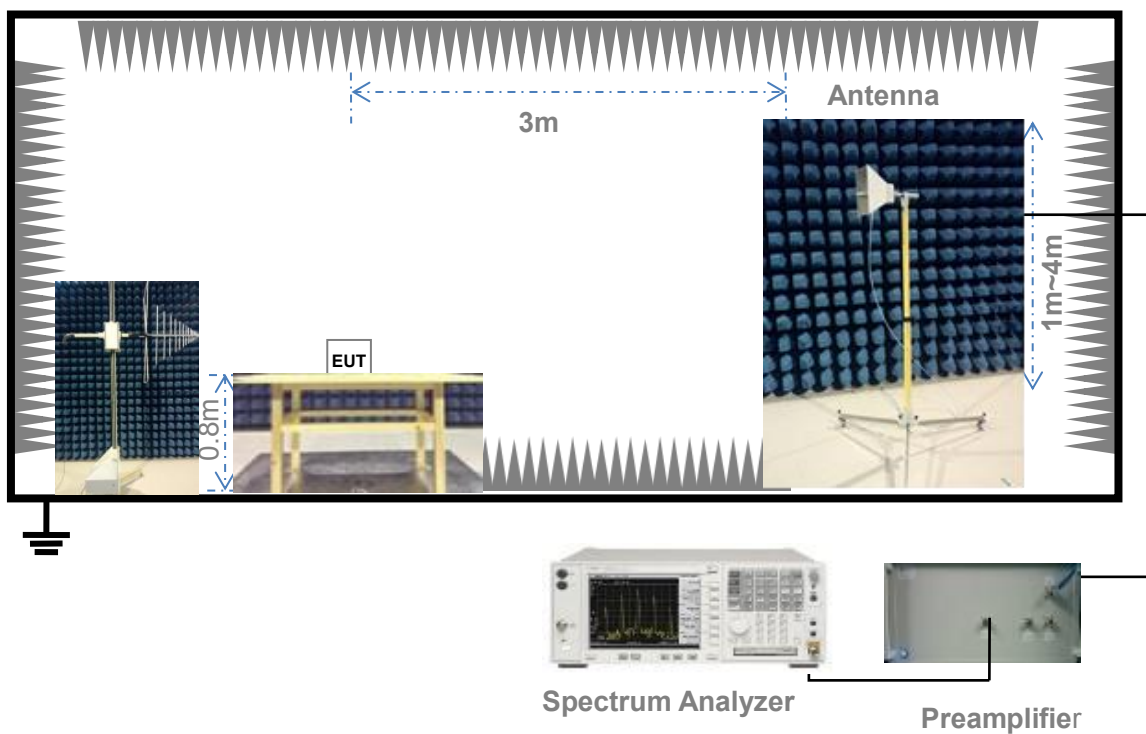 Antenna
3m
1m~4m
EUT
0.8m
Spectrum Analyzer
Preamplifier